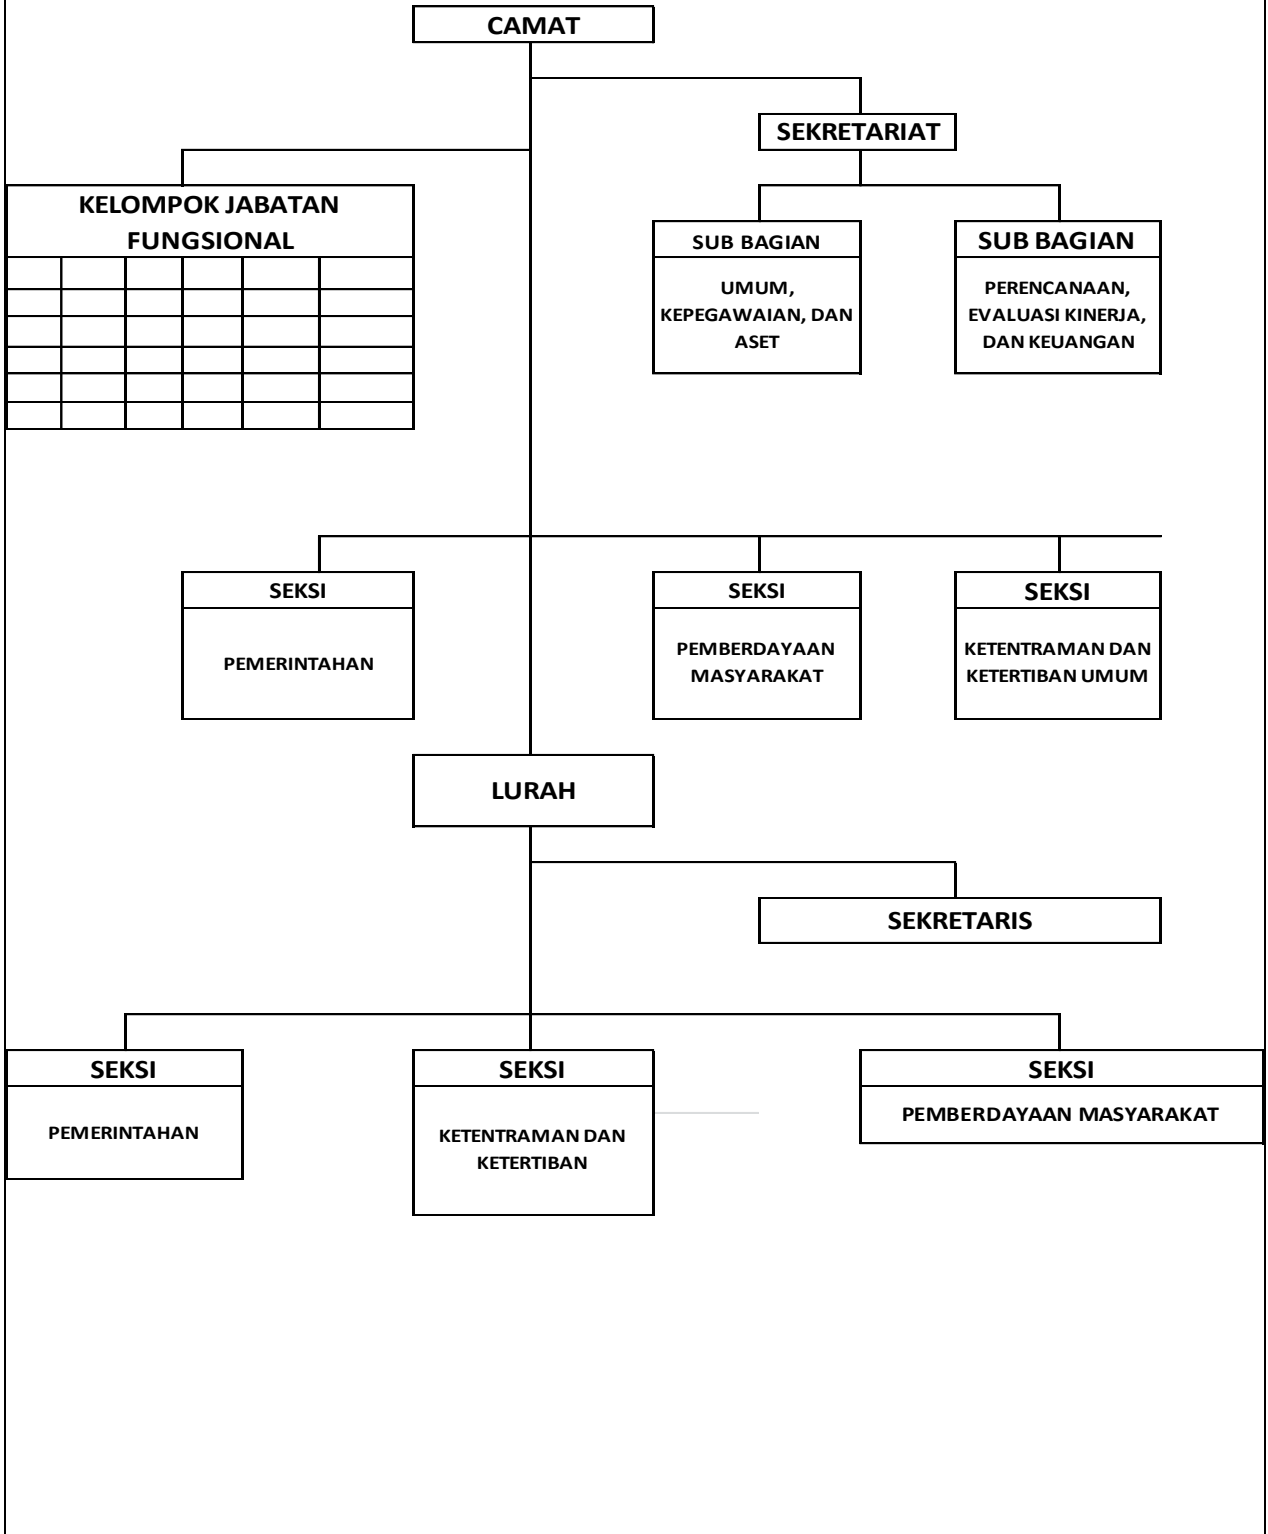 CAMAT
SEKRETARIAT
KELOMPOK JABATAN
FUNGSIONAL
SUB BAGIAN
UMUM,
KEPEGAWAIAN, DAN
ASET
SUB BAGIAN
PERENCANAAN,
EVALUASI KINERJA,
DAN KEUANGAN
SEKSI
PEMERINTAHAN
SEKSI
PEMBERDAYAAN
MASYARAKAT
SEKSI
KETENTRAMAN DAN
KETERTIBAN UMUM
LURAH
SEKRETARIS
SEKSI
PEMERINTAHAN
SEKSI
KETENTRAMAN DAN
KETERTIBAN
SEKSI
PEMBERDAYAAN MASYARAKAT